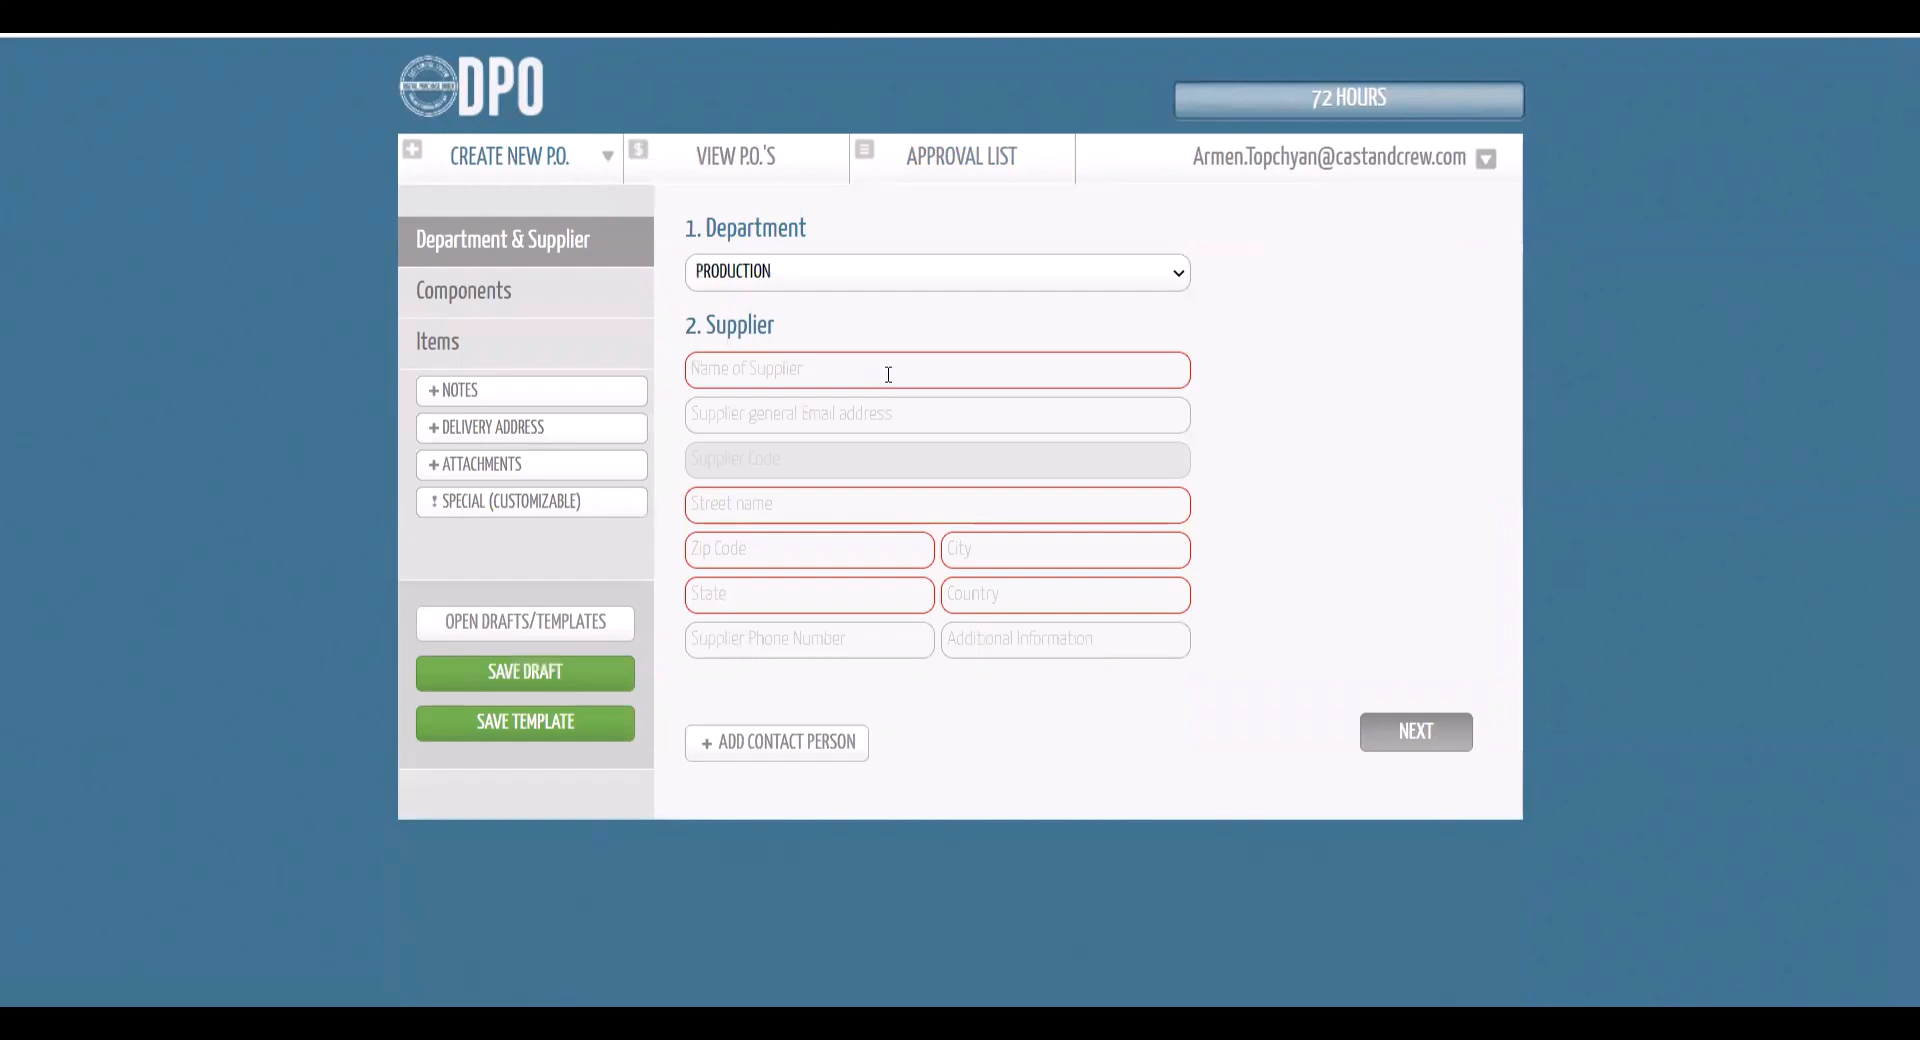 DPO
72 HOURS
CREATE NEW P.O.
VIEW P.O.'S
APPROVAL LIST
Armen.Topchyan@castandcrew.com
Department & Supplier
Components
Items
+ NOTES
+ DELIVERY ADDRESS
+ ATTACHMENTS
! SPECIAL (CUSTOMIZABLE)
OPEN DRAFTS/TEMPLATES
SAVE DRAFT
SAVE TEMPLATE
1. Department
PRODUCTION
2. Supplier
Name of Supplier
Supplier general Email address
Supplier Code
Street name
Zip Code City
State Country
Supplier Phone Number Additional Information
+ ADD CONTACT PERSON
NEXT